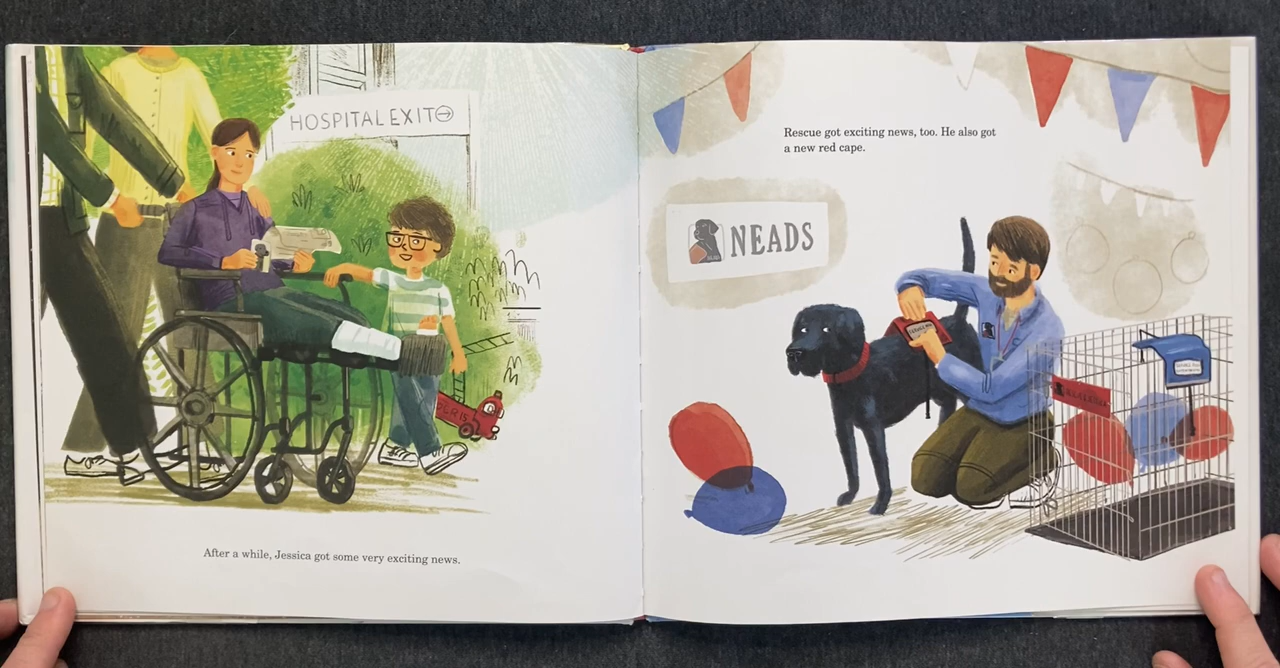 HOSPITAL EXIT
After a while, Jessica got some very exciting news.
Rescue got exciting news, too. He also got
a new red cape.
NEADS